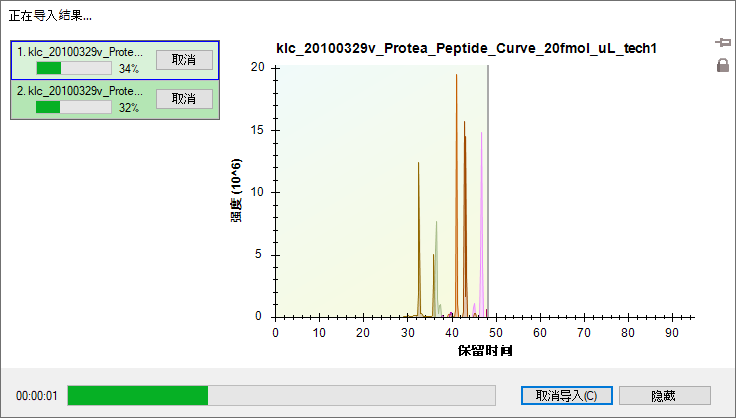 正在导入结果...
1. klc_20100329v_Prote...
取消
34%
2. klc_20100329v_Prote...
取消
32%
klc_20100329v_Protea_Peptide_Curve_20fmol_uL_tech1
强度 (10^6)
20
15
10
5
0
0 10 20 30 40 50 60 70 80 90
保留时间
00:00:01
取消导入(C)
隐藏